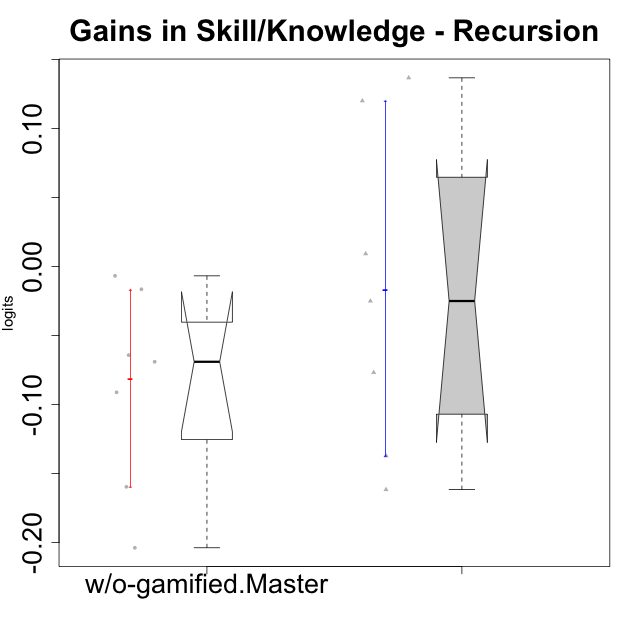 Gains in Skill/Knowledge - Recursion
logits
0.10
0.00
-0.10
-0.20
w/o-gamified.Master